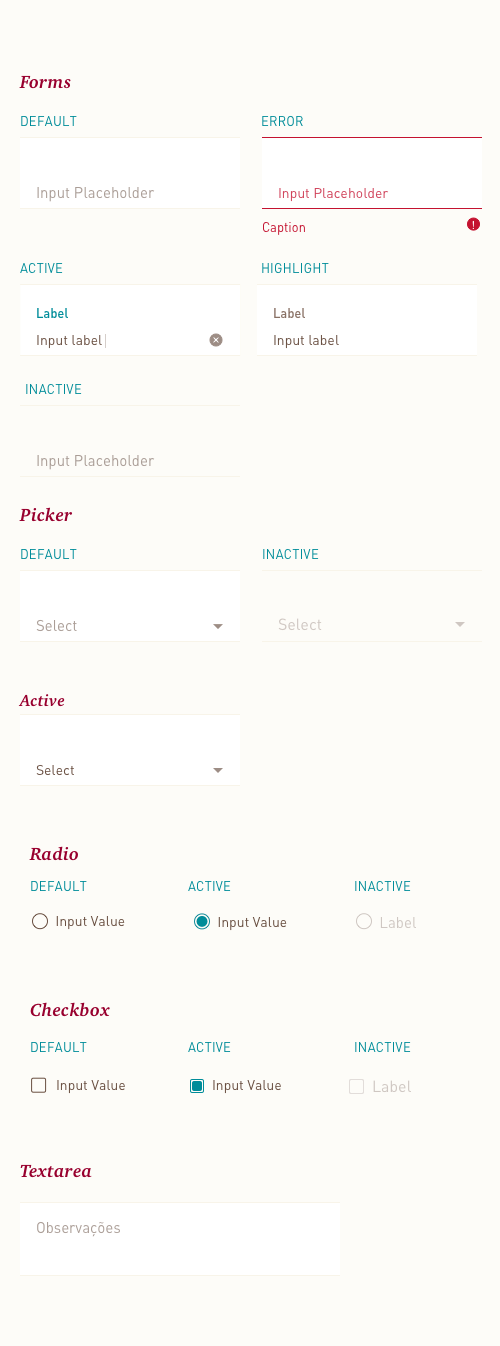 Forms
DEFAULT
ERROR
Input Placeholder
Input Placeholder
Caption
!
ACTIVE
HIGHLIGHT
Label
Label
Input label
Input label
INACTIVE
Input Placeholder
Picker
DEFAULT
INACTIVE
Select
Select
Active
Select
Radio
DEFAULT
ACTIVE
INACTIVE
Input Value
Input Value
Label
Checkbox
DEFAULT
ACTIVE
INACTIVE
Input Value
Input Value
Label
Textarea
Observações